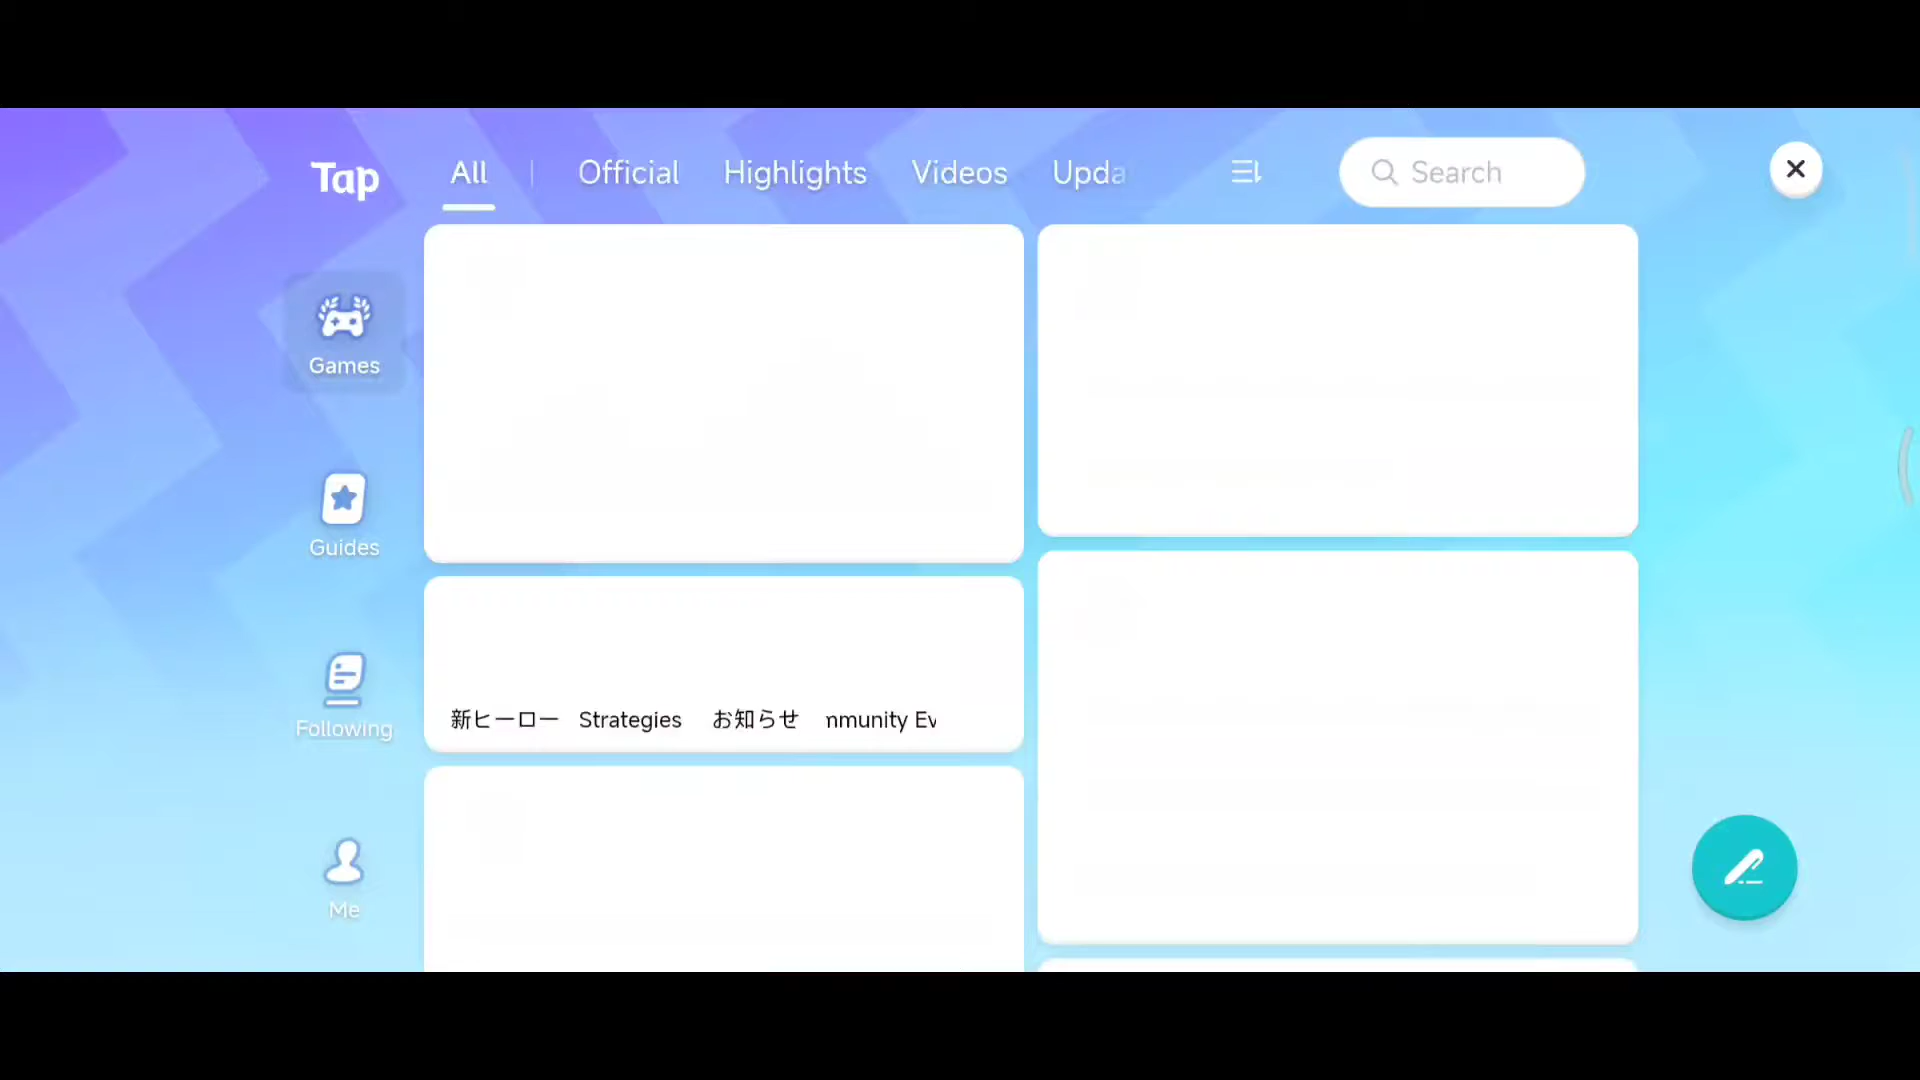 Tap
All Official Highlights Videos Upda
Search
Games
Guides
Following
Me
新ヒーロー Strategies お知らせ nmunity Ev